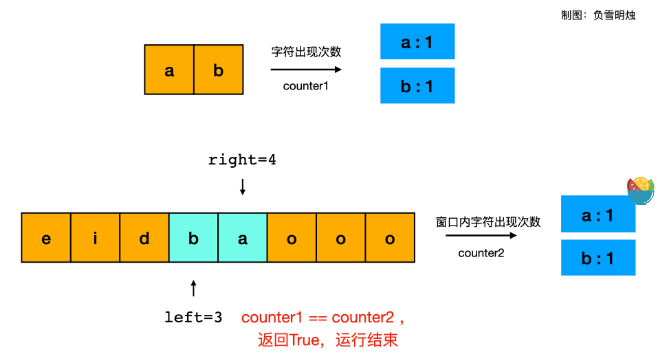 制图：负雪明烛
a b
字符出现次数
counter1
a : 1
b : 1
right=4
e i d b a o o o
窗口内字符出现次数
counter2
a : 1
b : 1
left=3
counter1 == counter2 ，
返回True，运行结束